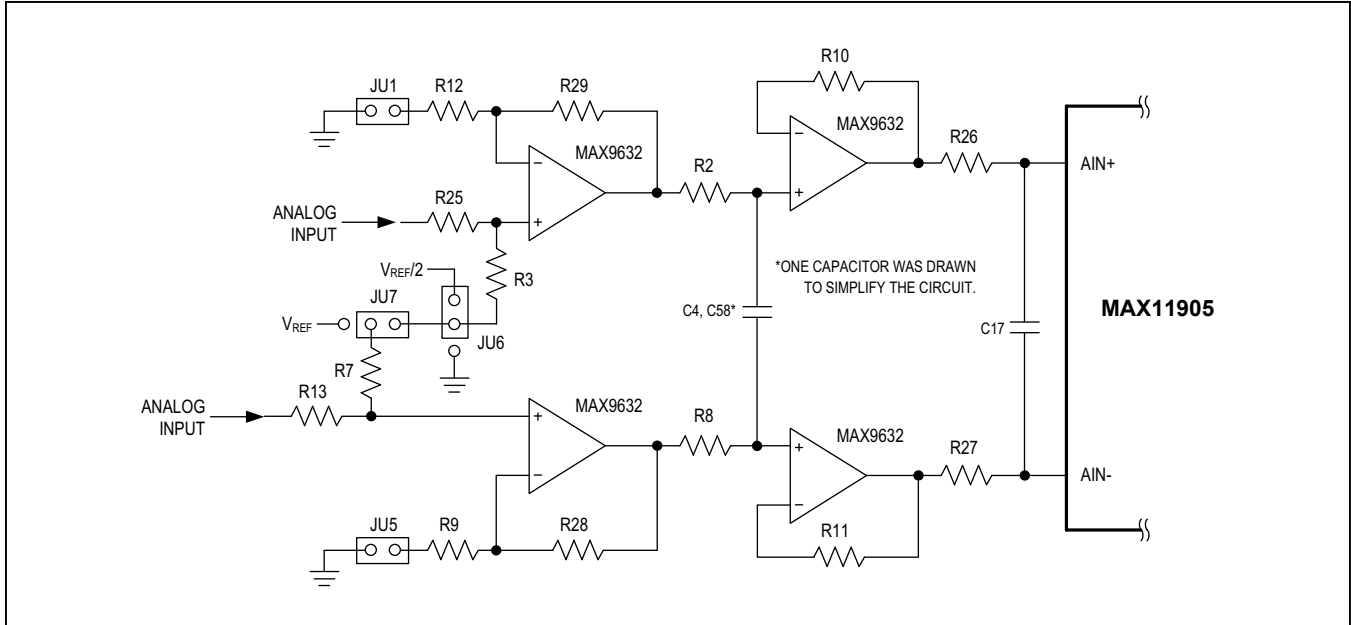 R10
JU1
R12
R29
MAX9632
R26
MAX9632
R2
AIN+
R25
ANALOG
INPUT
*ONE CAPACITOR WAS DRAWN
TO SIMPLIFY THE CIRCUIT.
VREF/2
R3
JU7
MAX11905
C4, C58*
VREF
C17
JU6
R7
R13
MAX9632
ANALOG
INPUT
R8
MAX9632
R27
AIN-
JU5
R9
R28
R11